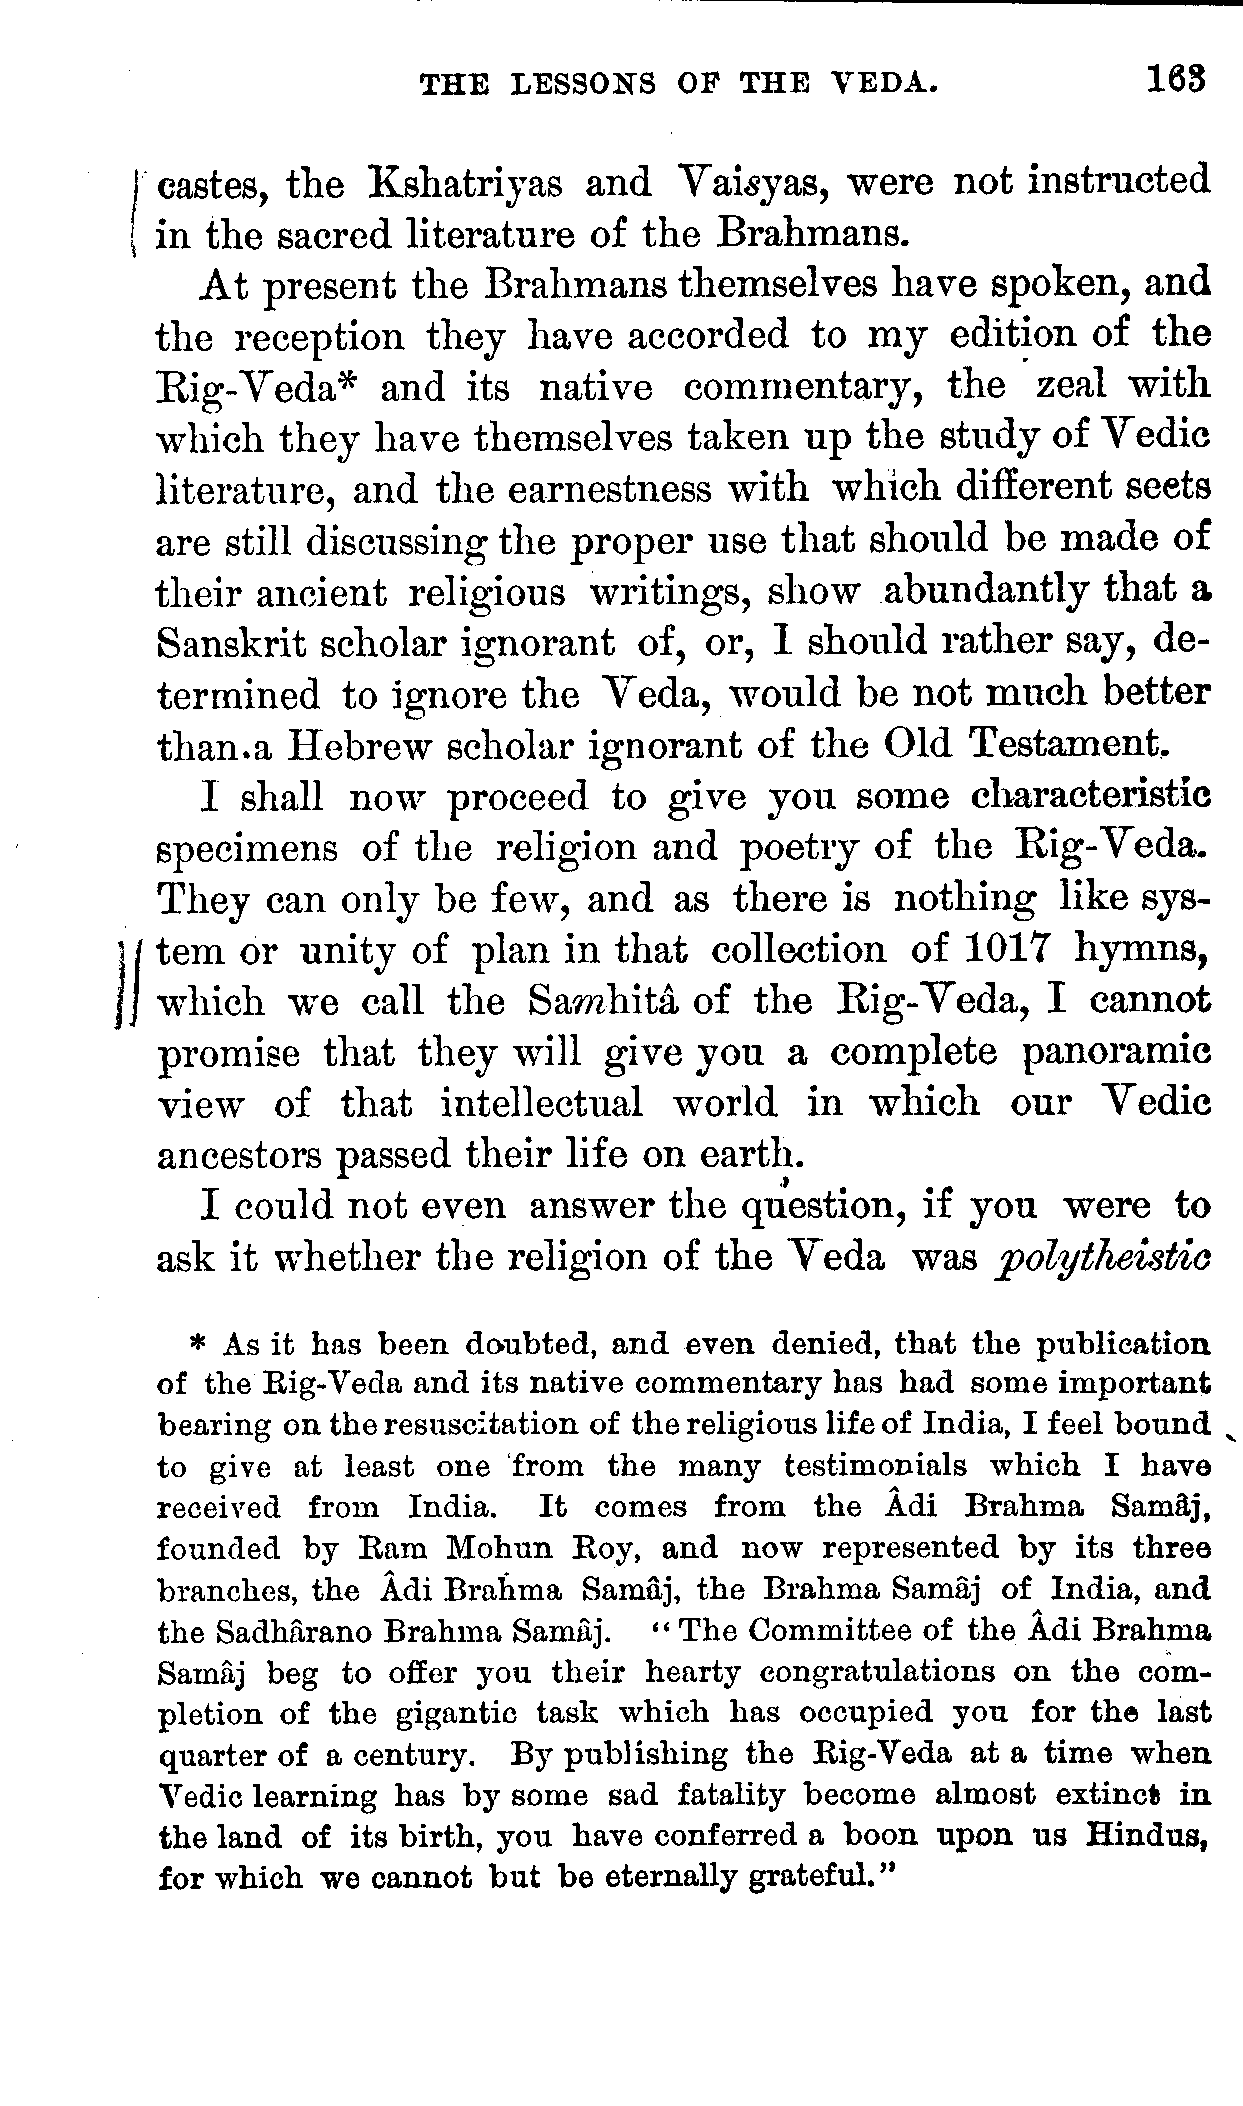 THE LESSONS OF THE VEDA. 163
castes, the Kshatriyas and Vaisyas, were not instructed
in the sacred literature of the Brahmans.
At present the Brahmans themselves have spoken, and
the reception they have accorded to my edition of the
Rig-Veda* and its native commentary, the zeal with
which they have themselves taken up the study of Vedic
literature, and the earnestness with which different sects
are still discussing the proper use that should be made of
their ancient religious writings, show abundantly that a
Sanskrit scholar ignorant of, or, I should rather say, de-
termined to ignore the Veda, would be not much better
than a Hebrew scholar ignorant of the Old Testament.
I shall now proceed to give you some characteristic
specimens of the religion and poetry of the Rig-Veda.
They can only be few, and as there is nothing like sys-
tem or unity of plan in that collection of 1017 hymns,
which we call the Samhitâ of the Rig-Veda, I cannot
promise that they will give you a complete panoramic
view of that intellectual world in which our Vedic
ancestors passed their life on earth.
I could not even answer the question, if you were to
ask it whether the religion of the Veda was polytheistic
* As it has been doubted, and even denied, that the publication
of the Rig-Veda and its native commentary has had some important
bearing on the resuscitation of the religious life of India, I feel bound
to give at least one from the many testimonials which I have
received from India. It comes from the Âdi Brahma Samâj,
founded by Ram Mohun Roy, and now represented by its three
branches, the Âdi Brahma Samâj, the Brahma Samâj of India, and
the Sadhârano Brahma Samâj. "The Committee of the Âdi Brahma
Samâj beg to offer you their hearty congratulations on the com-
pletion of the gigantic task which has occupied you for the last
quarter of a century. By publishing the Rig-Veda at a time when
Vedic learning has by some sad fatality become almost extinct in
the land of its birth, you have conferred a boon upon us Hindus,
for which we cannot but be eternally grateful."